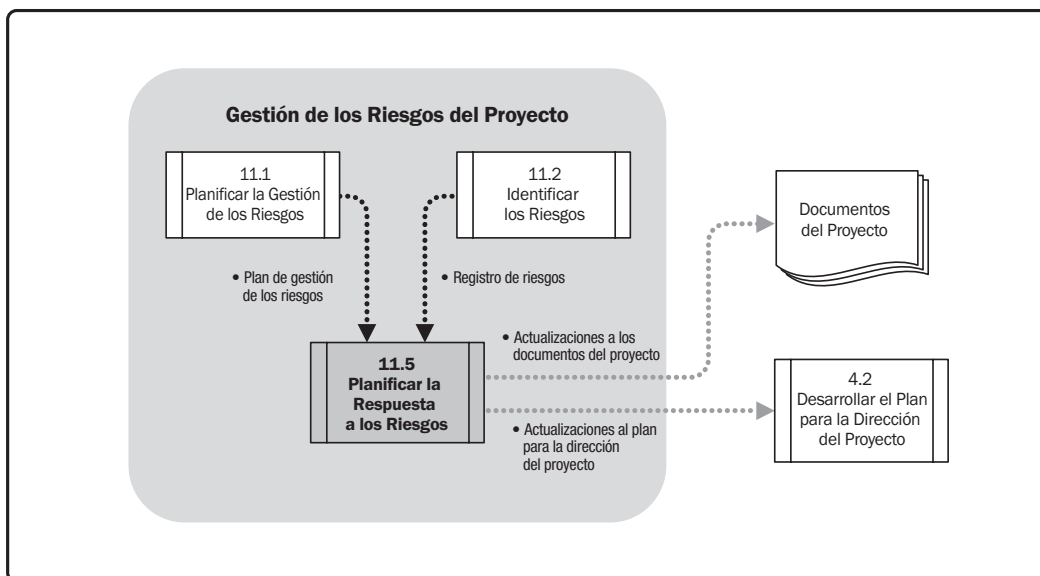 Gestión de los Riesgos del Proyecto
11.1
Planificar la Gestión
de los Riesgos
11.2
Identificar
los Riesgos
Documentos
del Proyecto
• Plan de gestión
de los riesgos
• Registro de riesgos
• Actualizaciones a los
documentos del proyecto
11.5
Planificar la
Respuesta
a los Riesgos
4.2
Desarrollar el Plan
para la Dirección
del Proyecto
• Actualizaciones al plan
para la dirección
del proyecto